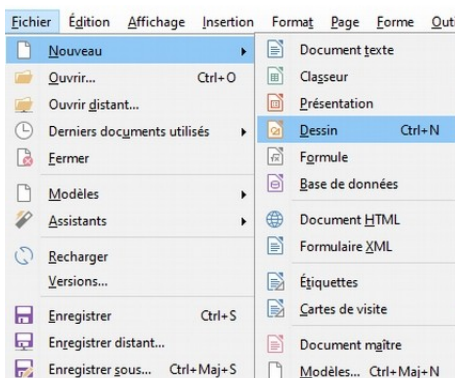 Fichier Édition Affichage Insertion Format Page Forme
Nouveau
Ouvrir... Ctrl+O
Ouvrir distant...
Derniers documents utilisés
Fermer
Modèles
Assistants
Recharger
Versions...
Enregistrer Ctrl+S
Enregistrer distant...
Enregistrer sous... Ctrl+Maj+S
Document texte
Classeur
Présentation
Dessin Ctrl+N
Formule
Base de données
Document HTML
Formulaire XML
Étiquettes
Cartes de visite
Document maître
Modèles... Ctrl+Maj+N